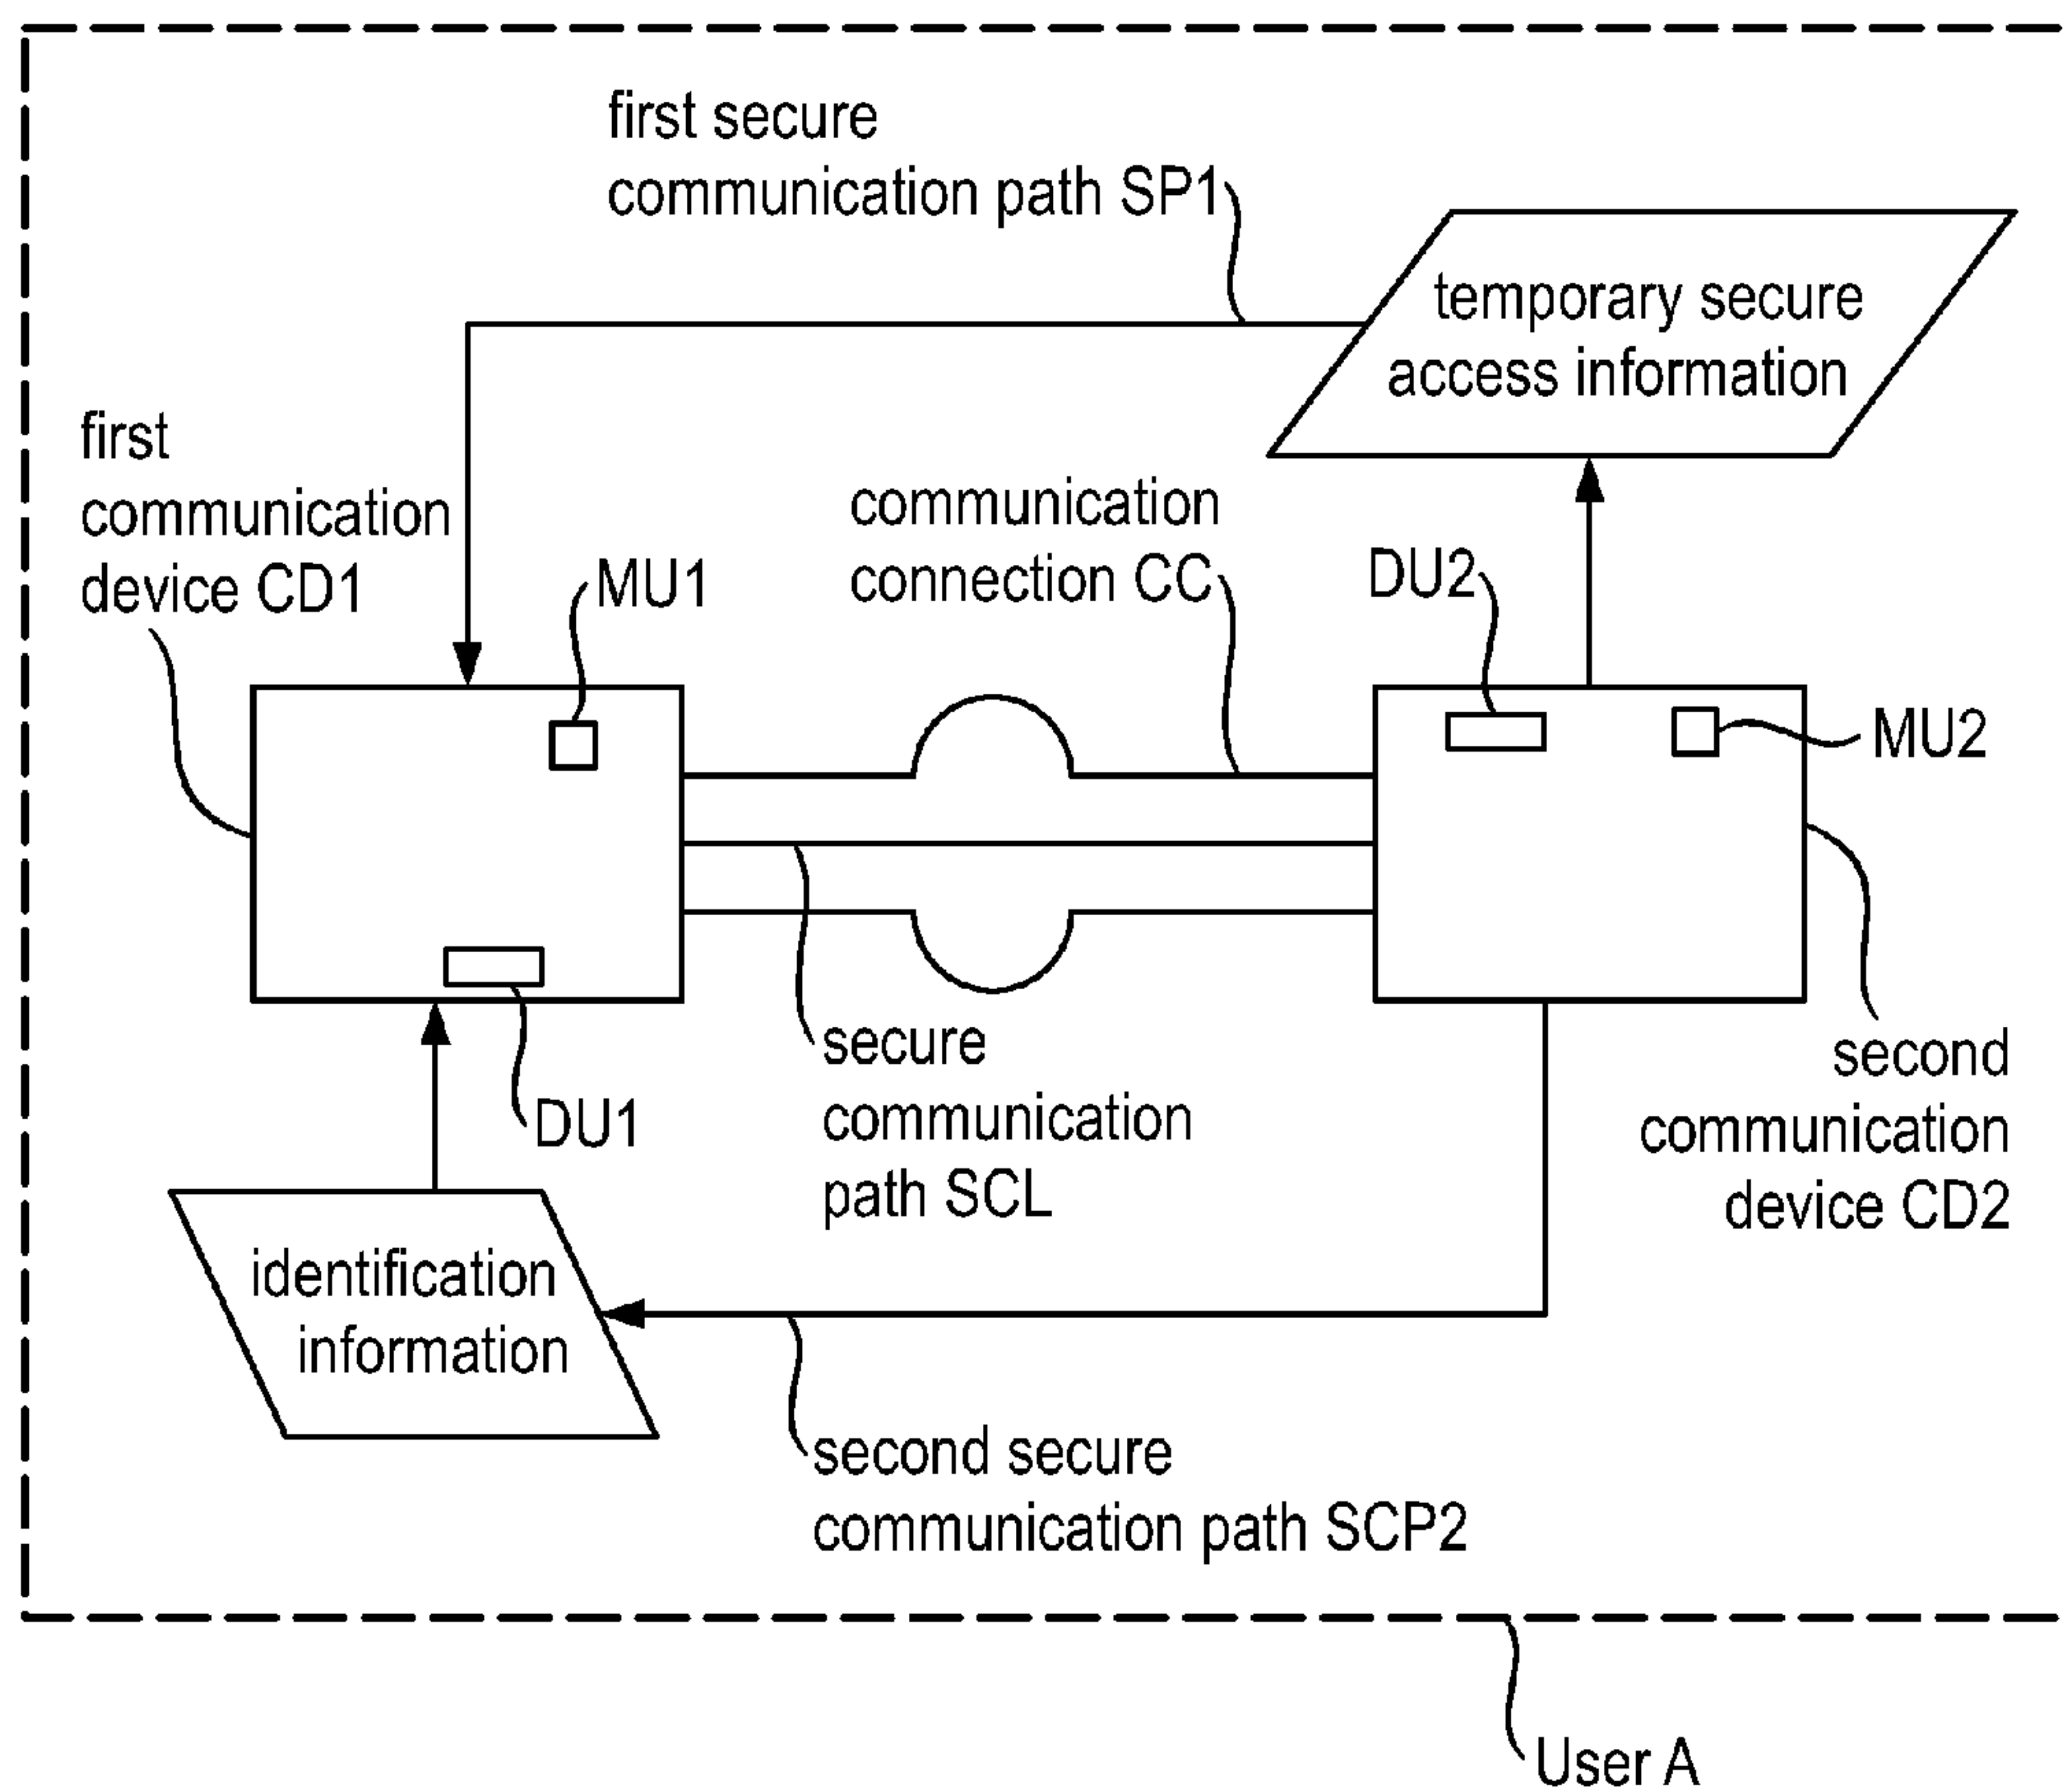 first secure
communication path SP1
temporary secure
access information
first
communication
device CD1
MU1
communication
connection CC
DU2
MU2
secure
communication
path SCL
DU1
second
communication
device CD2
identification
information
second secure
communication path SCP2
User A